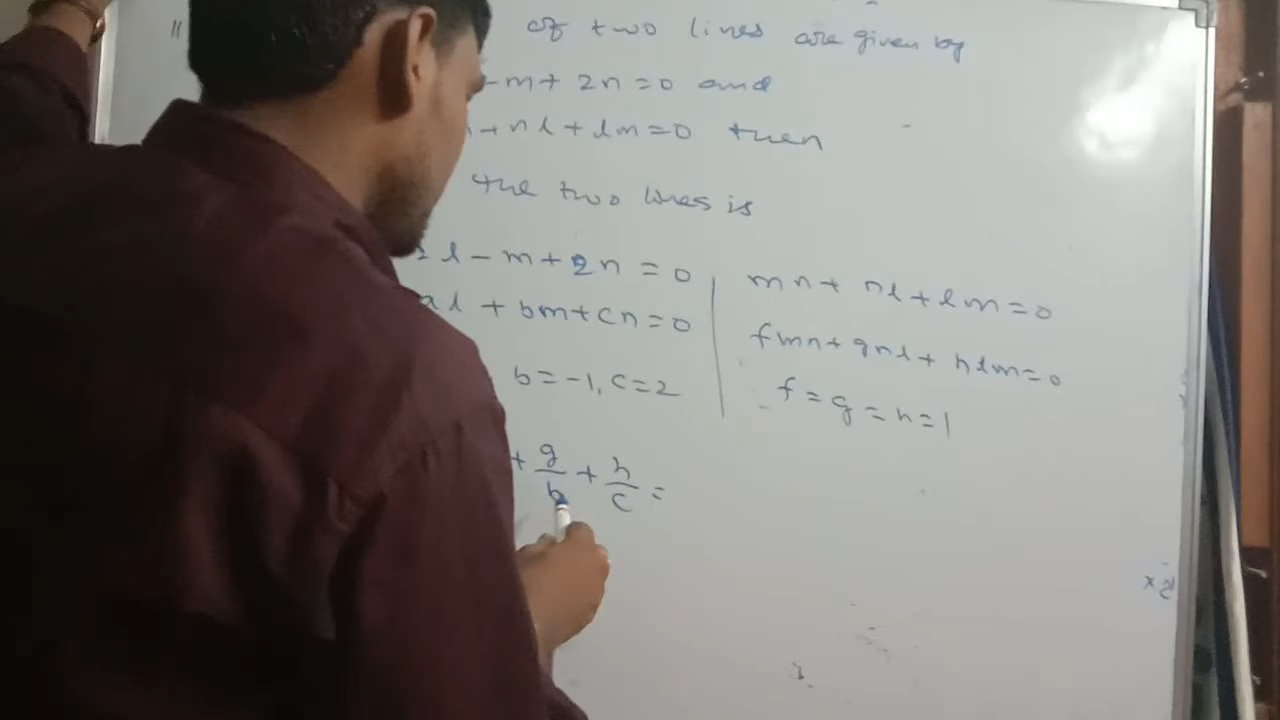 of two lines are given by
- m + 2n = 0 and
+ nl + lm = 0 then
the two lines is
2l - m + 2n = 0
al + bm + cn = 0
b = -1, c = 2
+ g/b + h/c =
mn + nl + lm = 0
fmn + gnl + hlm = 0
f = g = h = 1